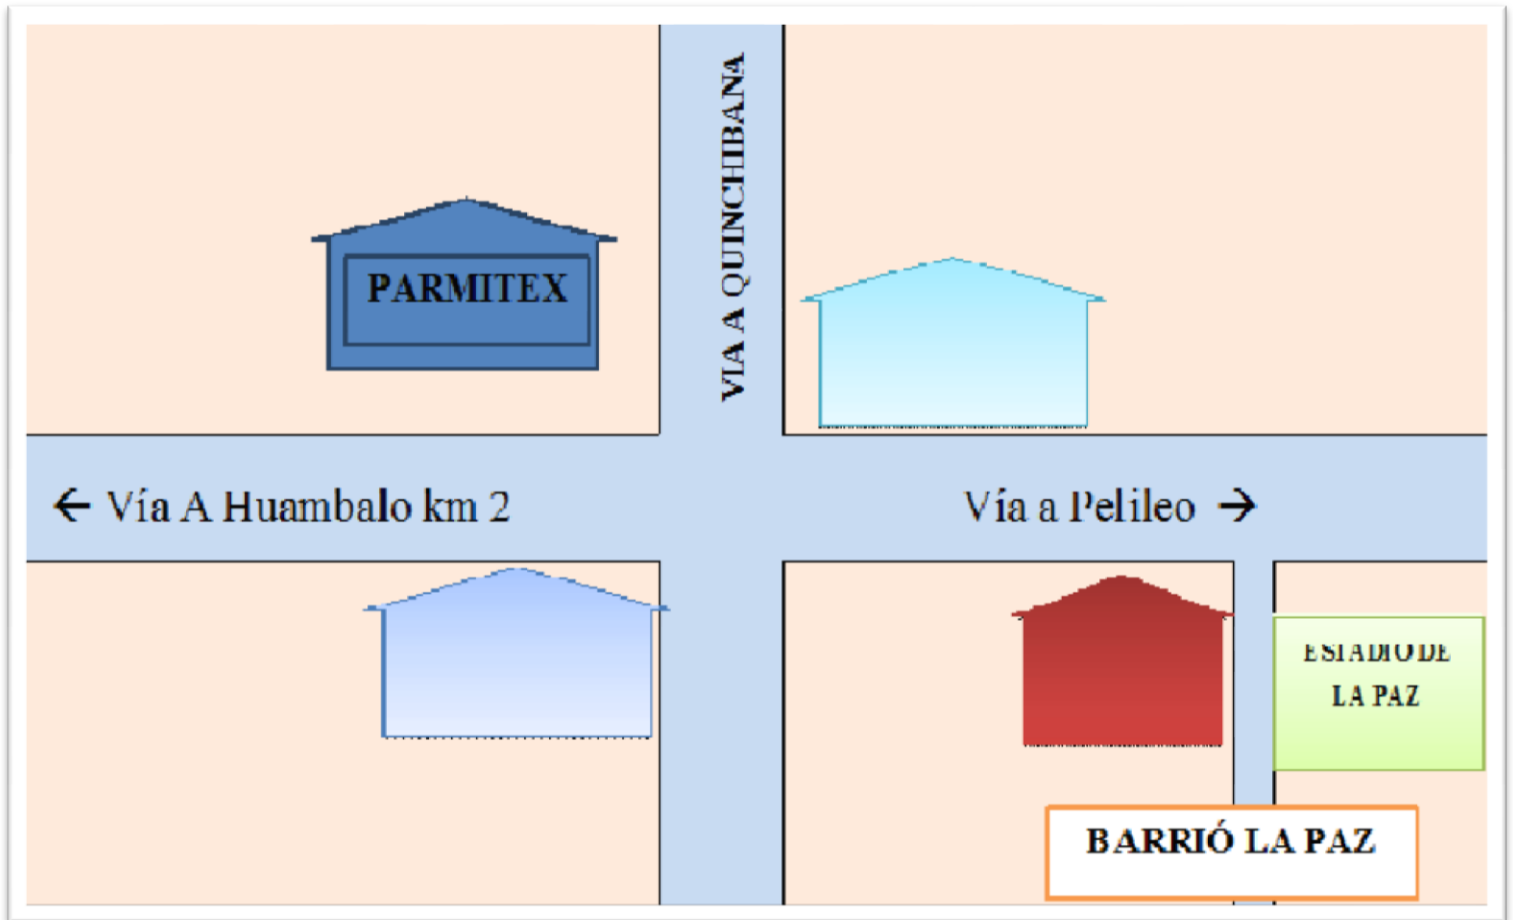 VIA A QUINCHIBANA
PARMITEX
← Vía A Huambalo km 2
Vía a Pelileo →
ESTADIO DE
LA PAZ
BARRIÓ LA PAZ